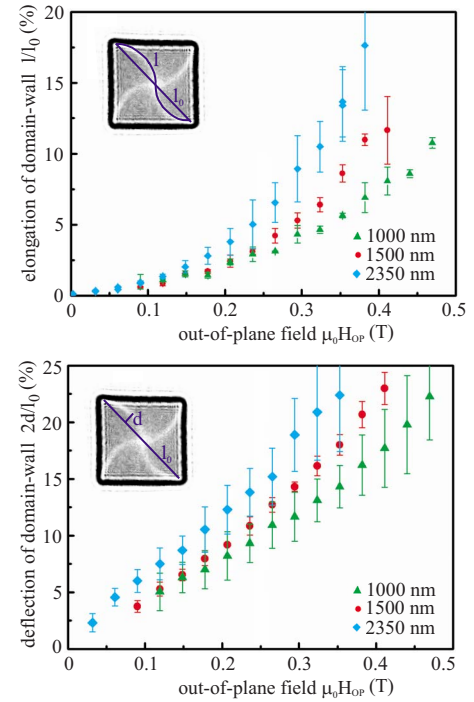 elongation of domain-wall l/l₀ (%)
20
15
10
5
0
l
l₀
1000 nm
1500 nm
2350 nm
0
0.1
0.2
0.3
0.4
0.5
out-of-plane field μ₀H_OP (T)
deflection of domain-wall 2d/l₀ (%)
25
20
15
10
5
0
d
l₀
1000 nm
1500 nm
2350 nm
0
0.1
0.2
0.3
0.4
0.5
out-of-plane field μ₀H_OP (T)